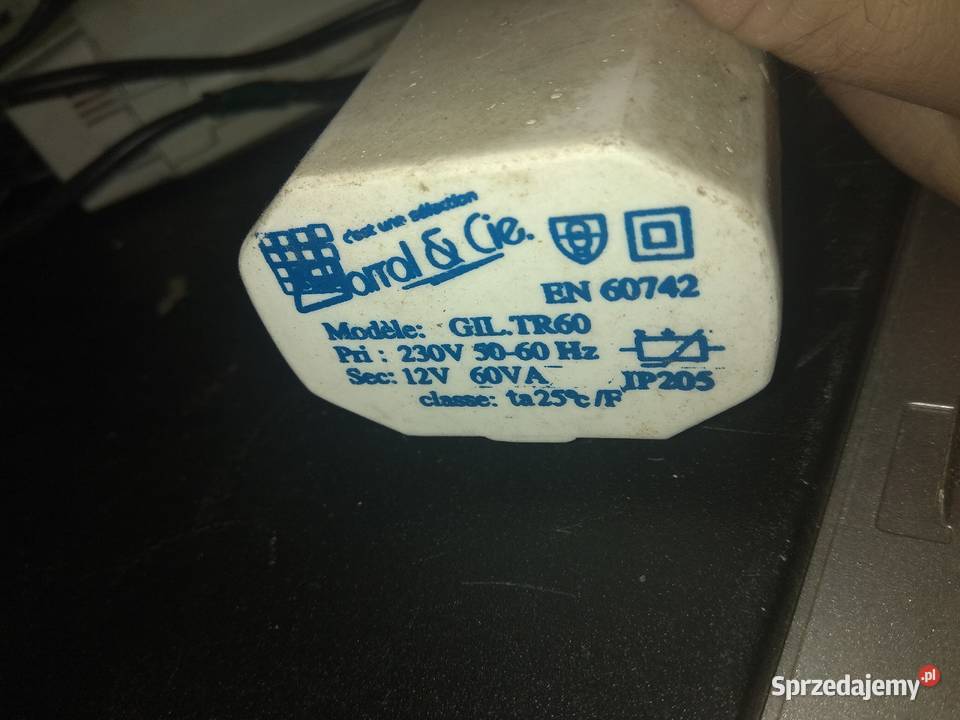 c'est une sélection
& Cie.
EN 60742
Modèle: GIL.TR60
Pri : 230V 50-60 Hz
Sec: 12V 60VA
IP205
classe: ta25°c/F
Sprzedajemy.pl